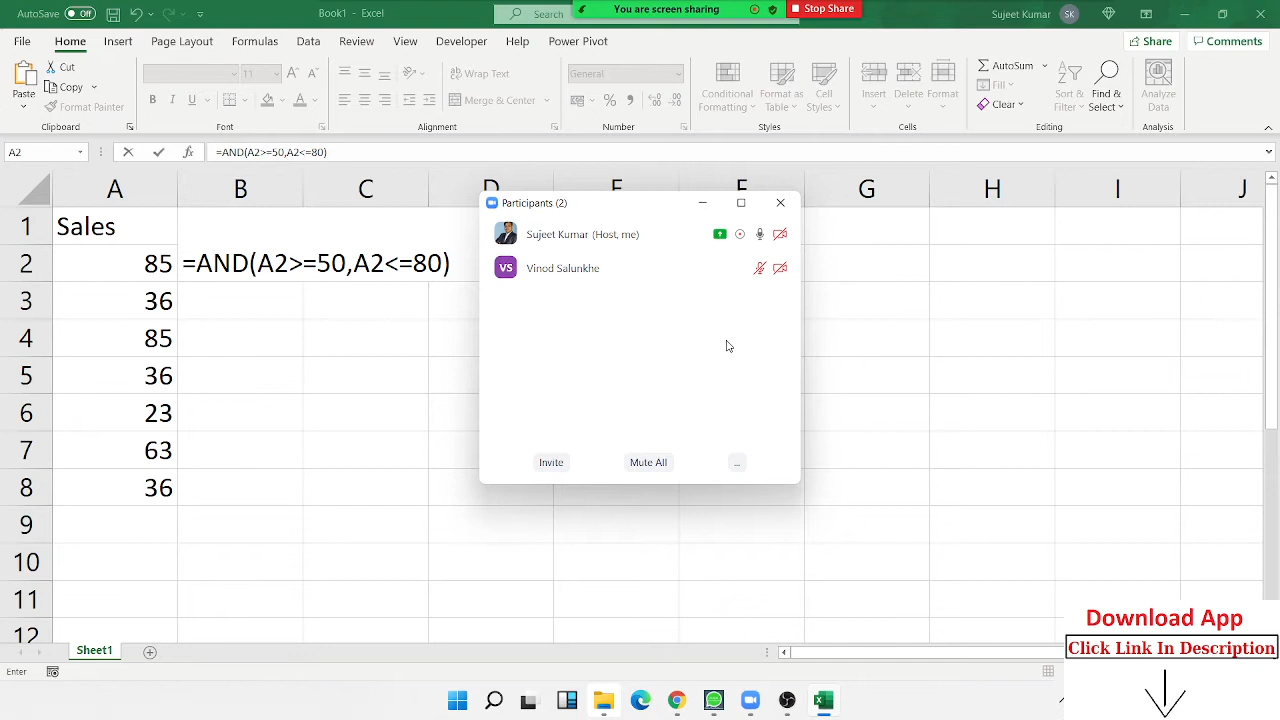 AutoSave Off Book1 - Excel Search You are screen sharing Stop Share Sujeet Kumar SK
File Home Insert Page Layout Formulas Data Review View Developer Help Power Pivot Share Comments
Paste Cut Copy Format Painter
11 Wrap Text Merge & Center General
Conditional Formatting Format as Table Cell Styles Insert Delete Format
AutoSum Fill Clear Sort & Filter Find & Select Analyze Data
Clipboard Font Alignment Number Styles Cells Editing Analysis
A2 fx =AND(A2>=50,A2<=80)
A B C D E F G H I J
1 Sales
2 85 =AND(A2>=50,A2<=80)
3 36
4 85
5 36
6 23
7 63
8 36
9
10
11
12
Participants (2)
Sujeet Kumar (Host, me)
VS Vinod Salunkhe
Invite Mute All ...
Sheet1
Enter
Download App
Click Link In Description